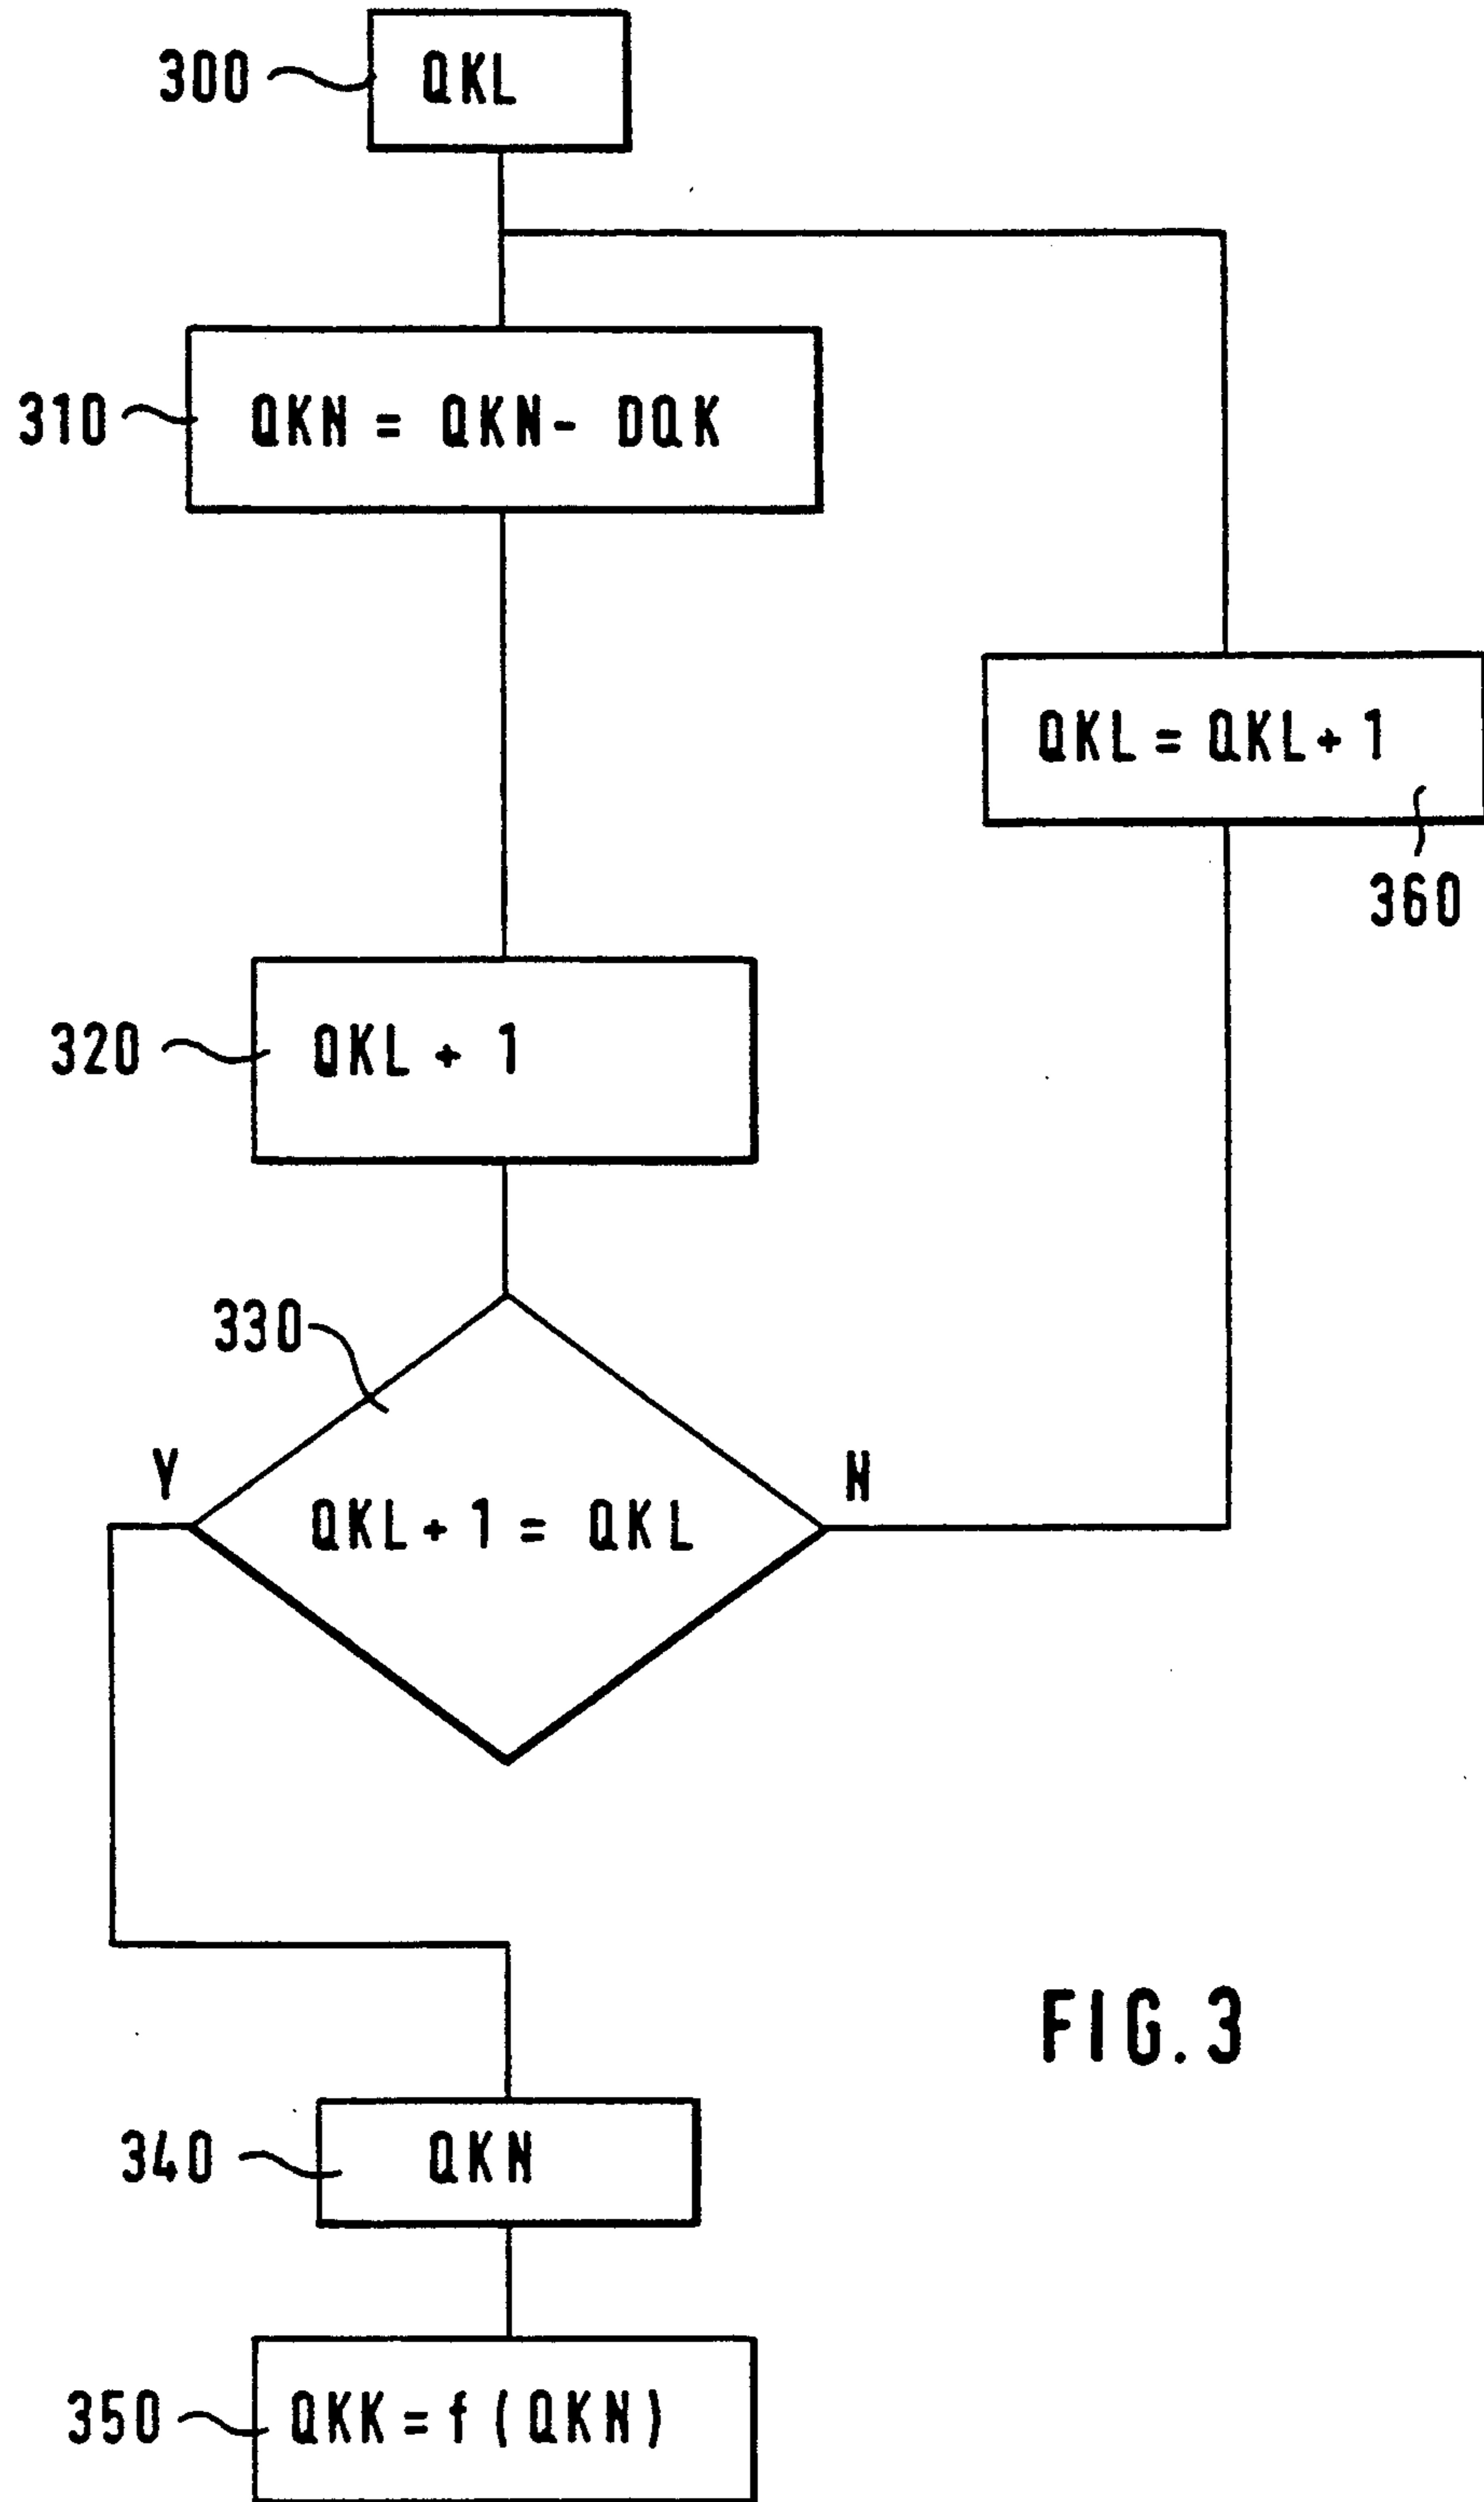 300 QKL
310 QKN = QKN - DQK
QKL = QKL + 1
360
320 QKL + 1
330
Y N
QKL + 1 = QKL
FIG. 3
340 QKN
350 QKK = f ( QKN )